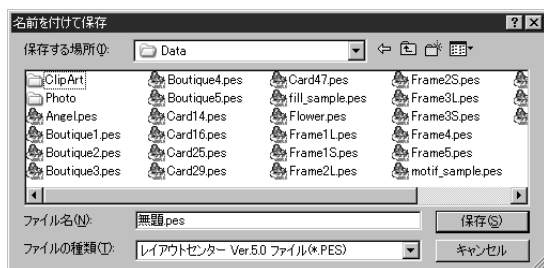 名前を付けて保存
保存する場所(I): Data
ClipArt Boutique4.pes Card47.pes Frame2S.pes
Photo Boutique5.pes fill_sample.pes Frame3L.pes
Angel.pes Card14.pes Flower.pes Frame3S.pes
Boutique1.pes Card16.pes Frame1L.pes Frame4.pes
Boutique2.pes Card25.pes Frame1S.pes Frame5.pes
Boutique3.pes Card29.pes Frame2L.pes motif_sample.pes
ファイル名(N): 無題.pes 保存(S)
ファイルの種類(T): レイアウトセンター Ver.5.0 ファイル(*.PES) キャンセル